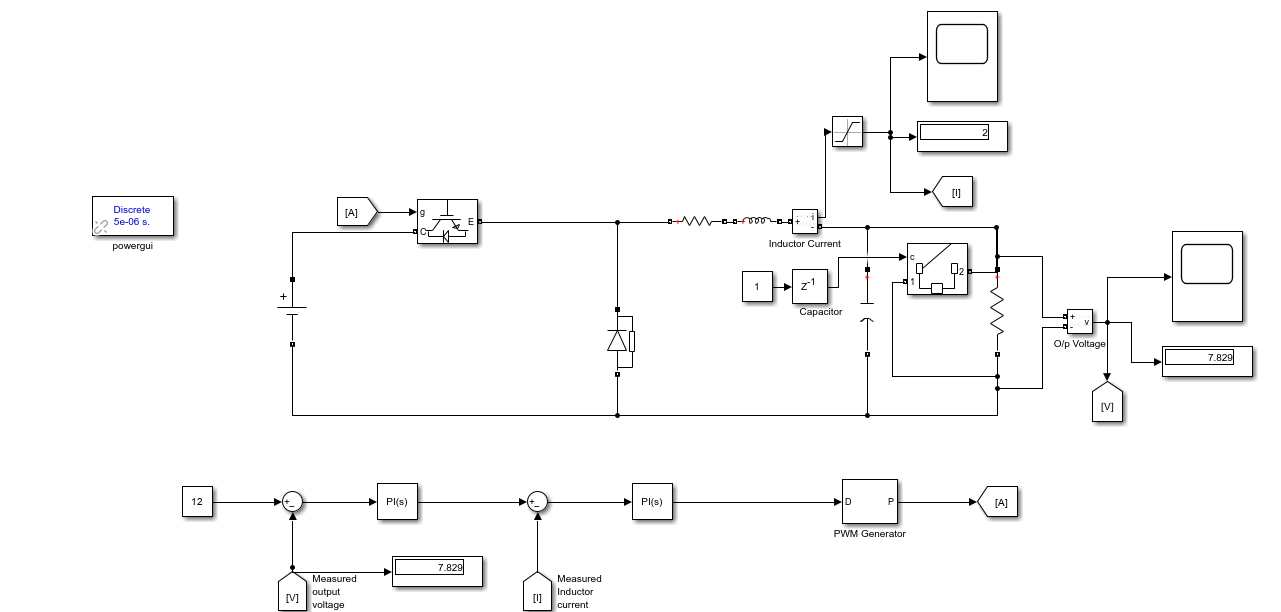 2
[I]
Discrete
5e-06 s.
powergui
[A]
g
C
E
+
i
-
Inductor Current
+
1
Z-1
Capacitor
c
1
2
+
-
v
O/p Voltage
7.829
[V]
12
+
-
PI(s)
+
-
PI(s)
D
P
PWM Generator
[A]
7.829
[V]
Measured
output
voltage
[I]
Measured
Inductor
current